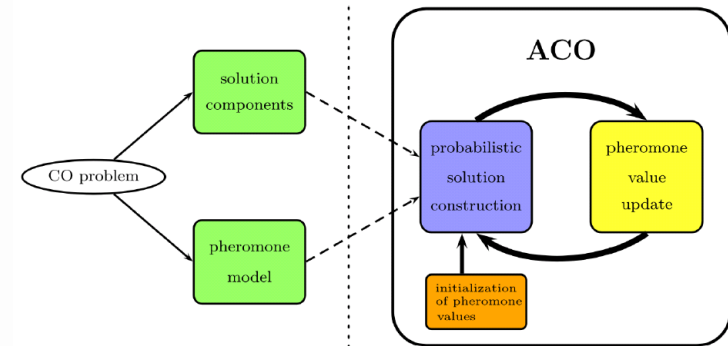 ACO
solution
components
CO problem
pheromone
model
probabilistic
solution
construction
pheromone
value
update
initialization
of pheromone
values